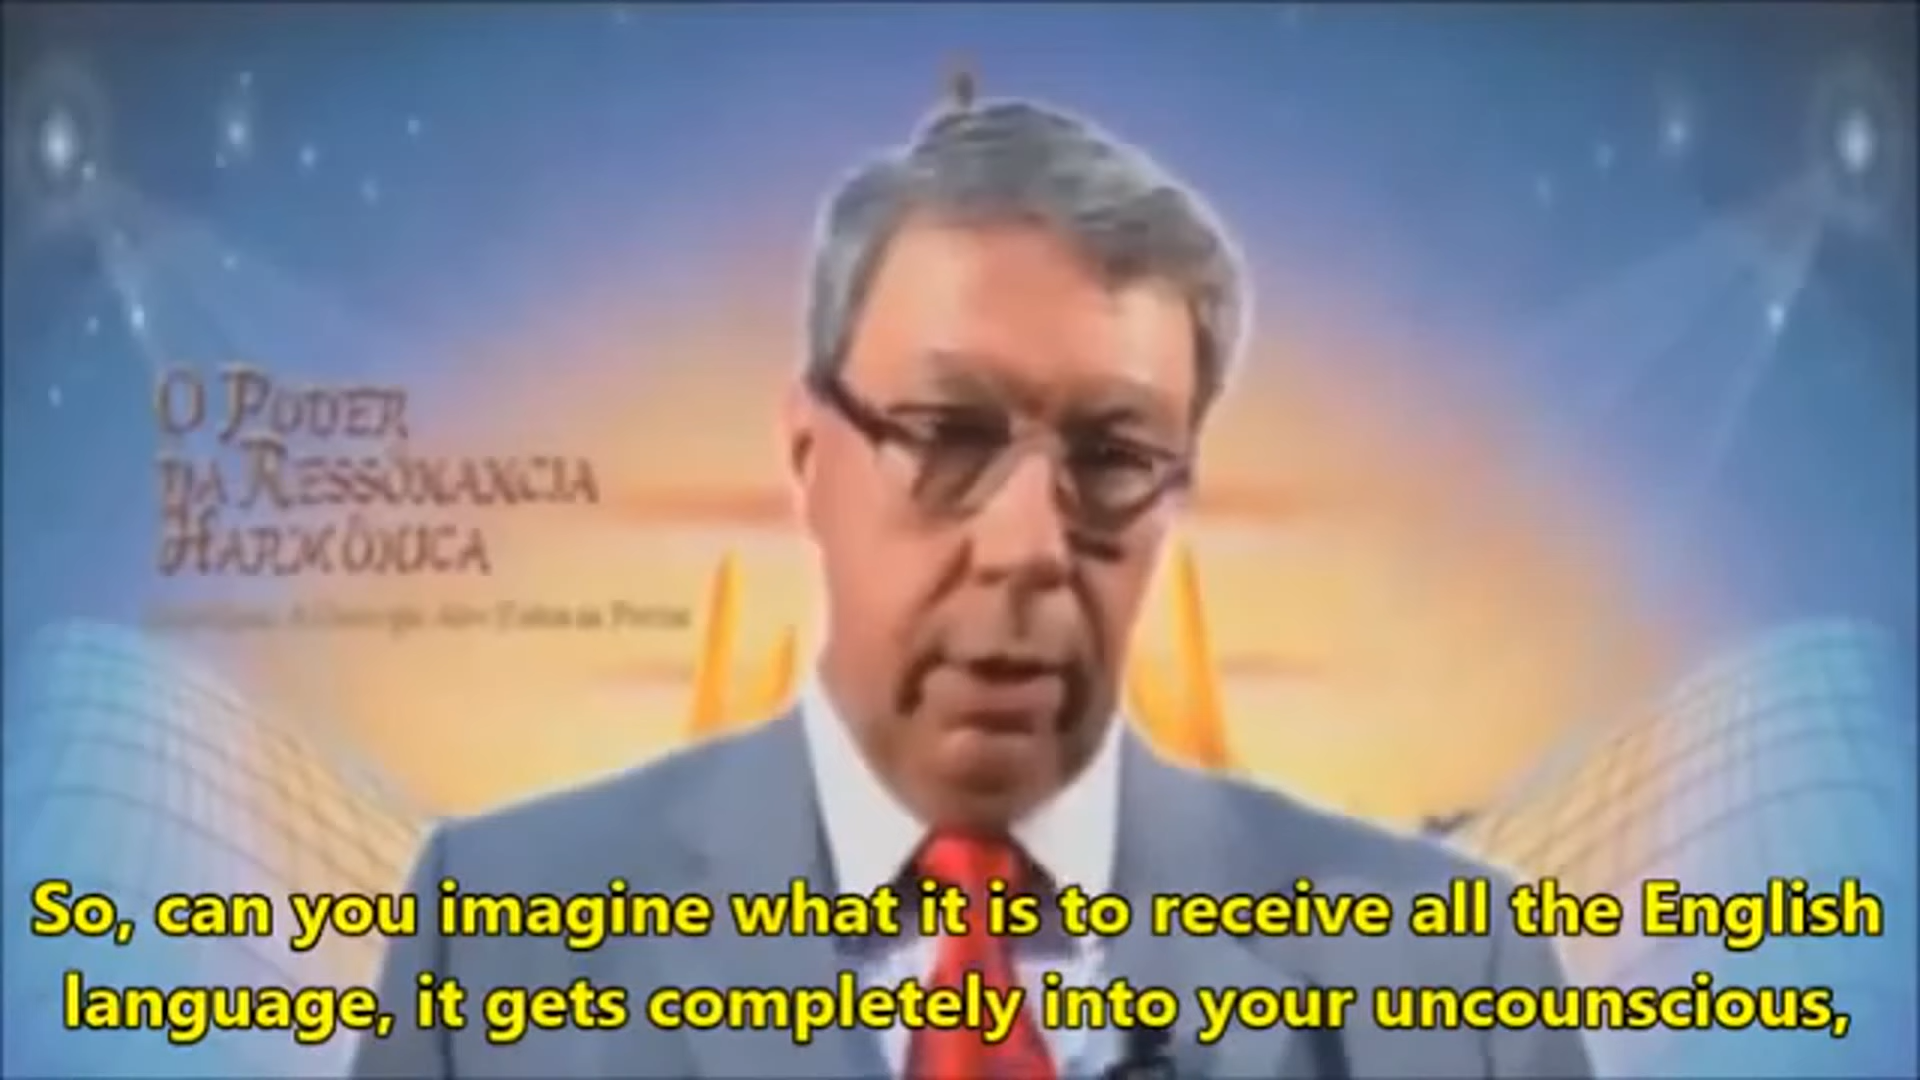 O PODER
DA RESSONANCIA
HARMÔNICA
So, can you imagine what it is to receive all the English
language, it gets completely into your uncounscious,